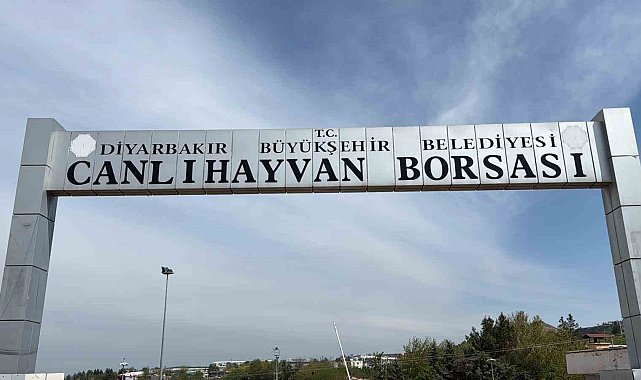 T.C.
DİYARBAKIR BÜYÜKŞEHİR BELEDİYESİ
CANLI HAYVAN BORSASI